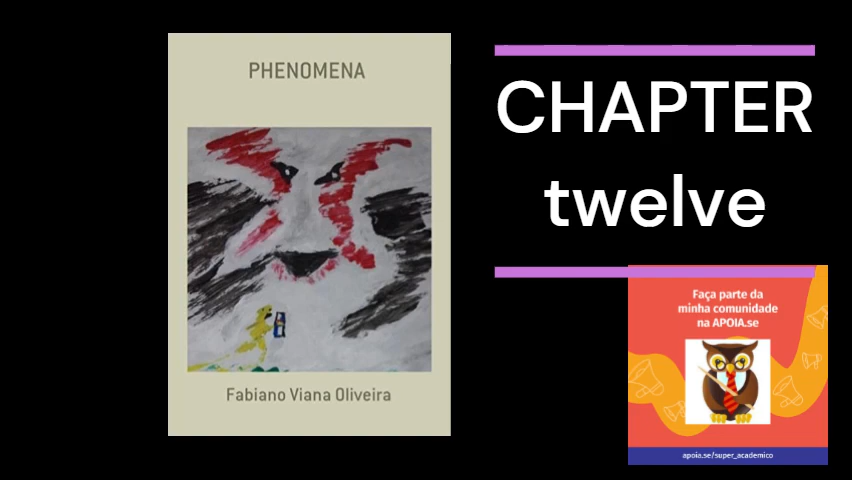 PHENOMENA
Fabiano Viana Oliveira
CHAPTER
twelve
Faça parte da
minha comunidade
na APOIA.se
apoia.se/super_academico